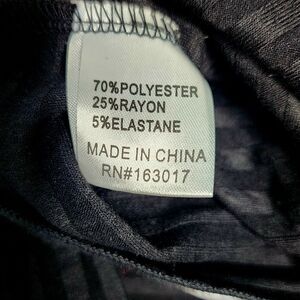 70%POLYESTER
25%RAYON
5%ELASTANE
MADE IN CHINA
RN#163017